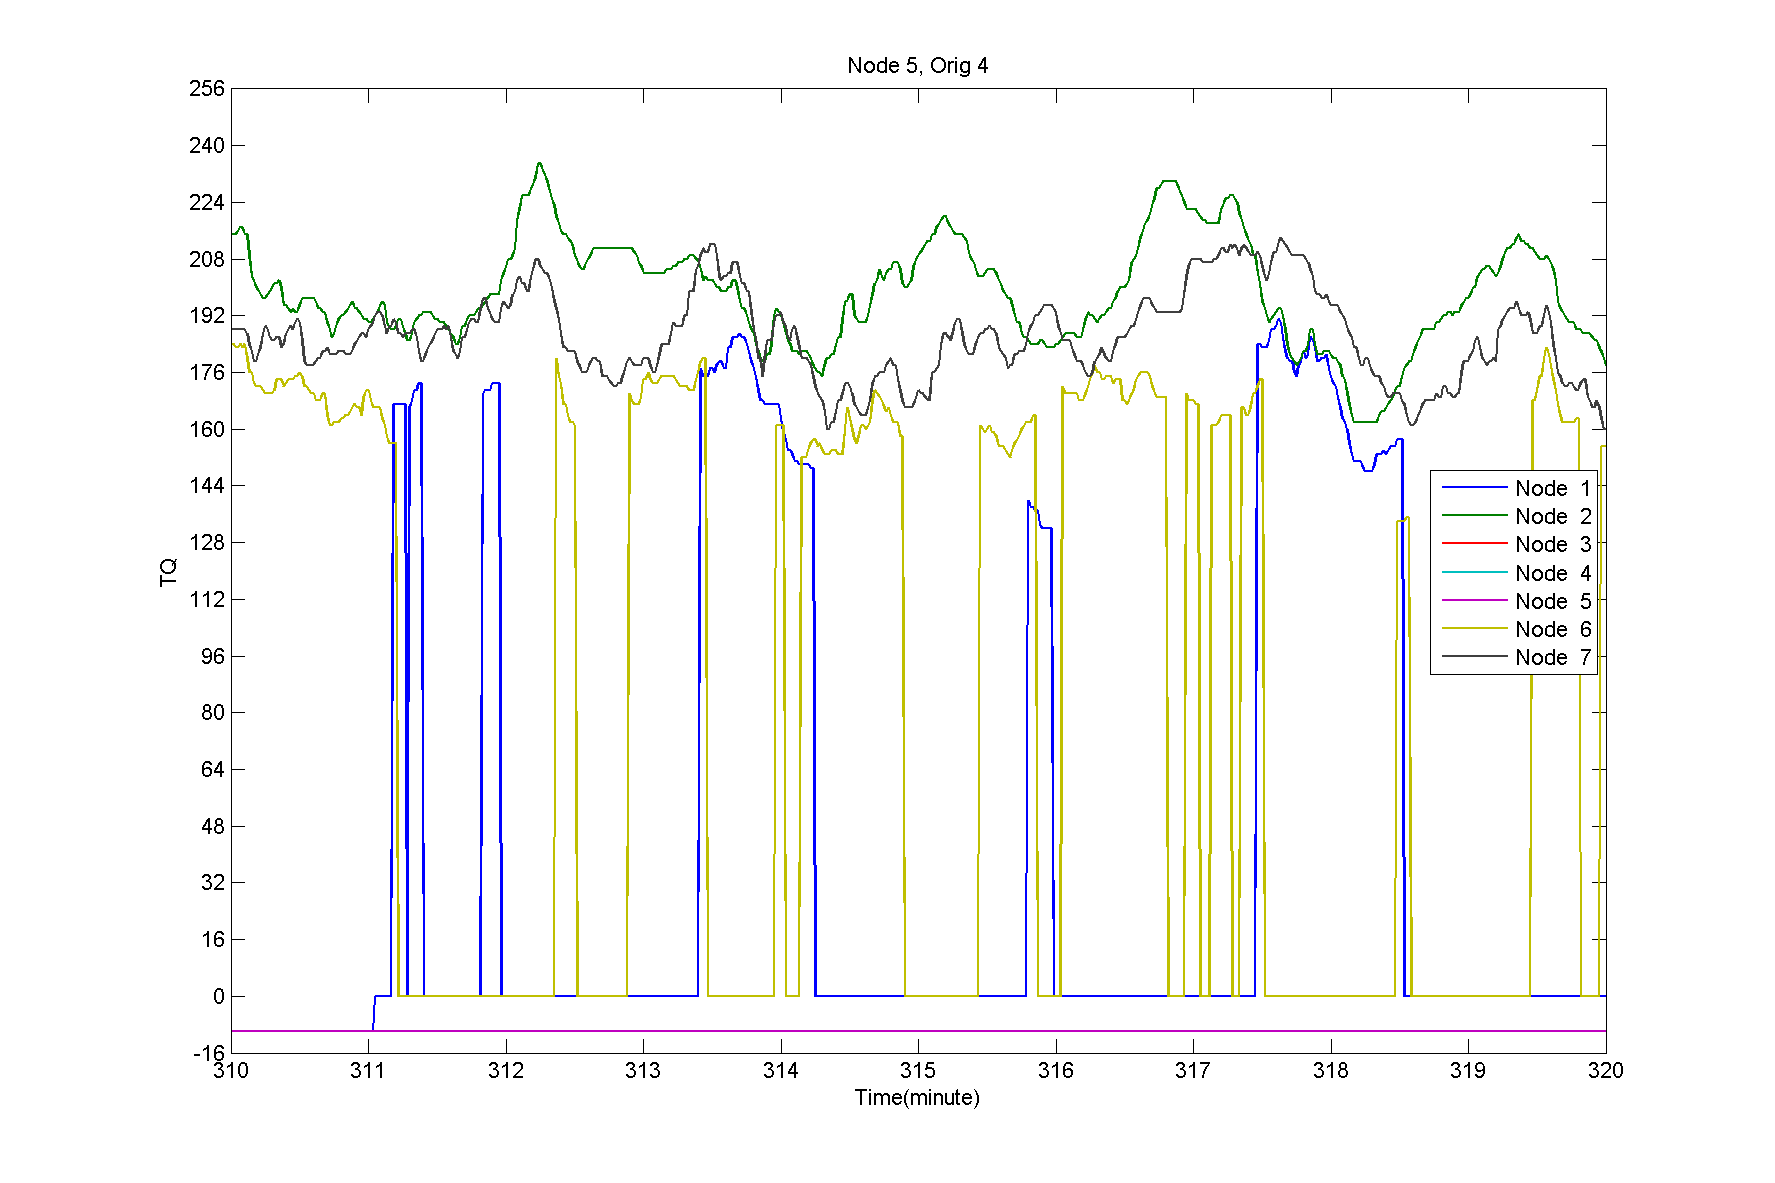 Node 5, Orig 4
256
240
224
208
192
176
160
144
128
112
96
80
64
48
32
16
0
-16
TQ
310 311 312 313 314 315 316 317 318 319 320
Time(minute)
Node 1
Node 2
Node 3
Node 4
Node 5
Node 6
Node 7